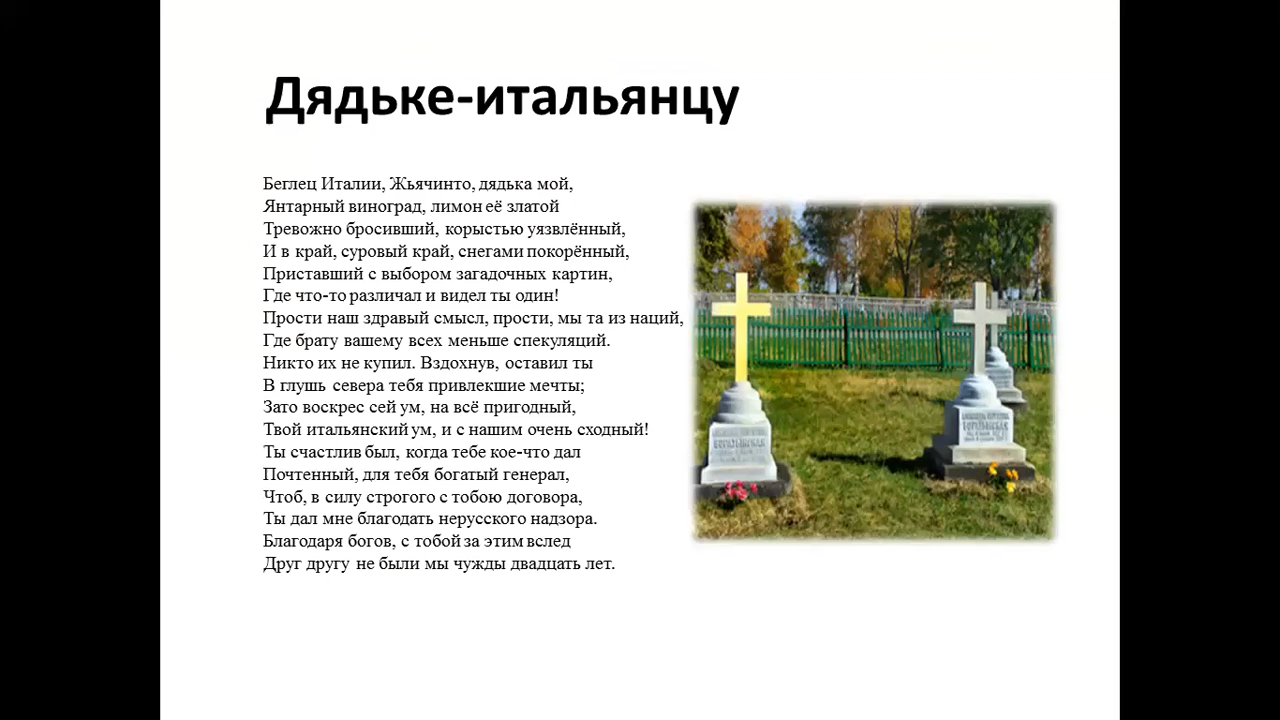 Дядьке-итальянцу
Беглец Италии, Жьячинто, дядька мой,
Янтарный виноград, лимон её златой
Тревожно бросивший, корыстью уязвлённый,
И в край, суровый край, снегами покорённый,
Приставший с выбором загадочных картин,
Где что-то различал и видел ты один!
Прости наш здравый смысл, прости, мы та из наций,
Где брату вашему всех меньше спекуляций.
Никто их не купил. Вздохнув, оставил ты
В глушь севера тебя привлекшие мечты;
Зато воскрес сей ум, на всё пригодный,
Твой итальянский ум, и с нашим очень сходный!
Ты счастлив был, когда тебе кое-что дал
Почтенный, для тебя богатый генерал,
Чтоб, в силу строгого с тобою договора,
Ты дал мне благодать нерусского надзора.
Благодаря богов, с тобой за этим вслед
Друг другу не были мы чужды двадцать лет.